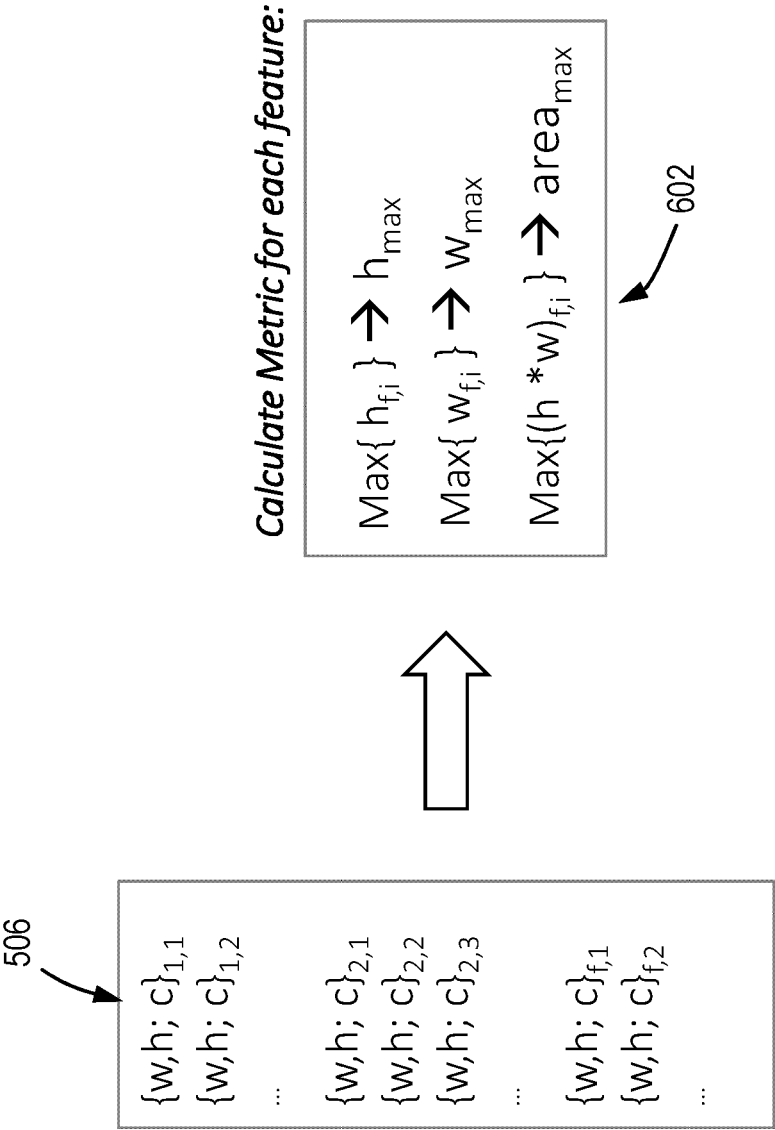 506
{w,h; c}1,1
{w,h; c}1,2
...
{w,h; c}2,1
{w,h; c}2,2
{w,h; c}2,3
...
{w,h; c}f,1
{w,h; c}f,2
...
Calculate Metric for each feature:
Max{ hf,i } → hmax
Max{ wf,i } → wmax
Max{(h *w)f,i } → areamax
602